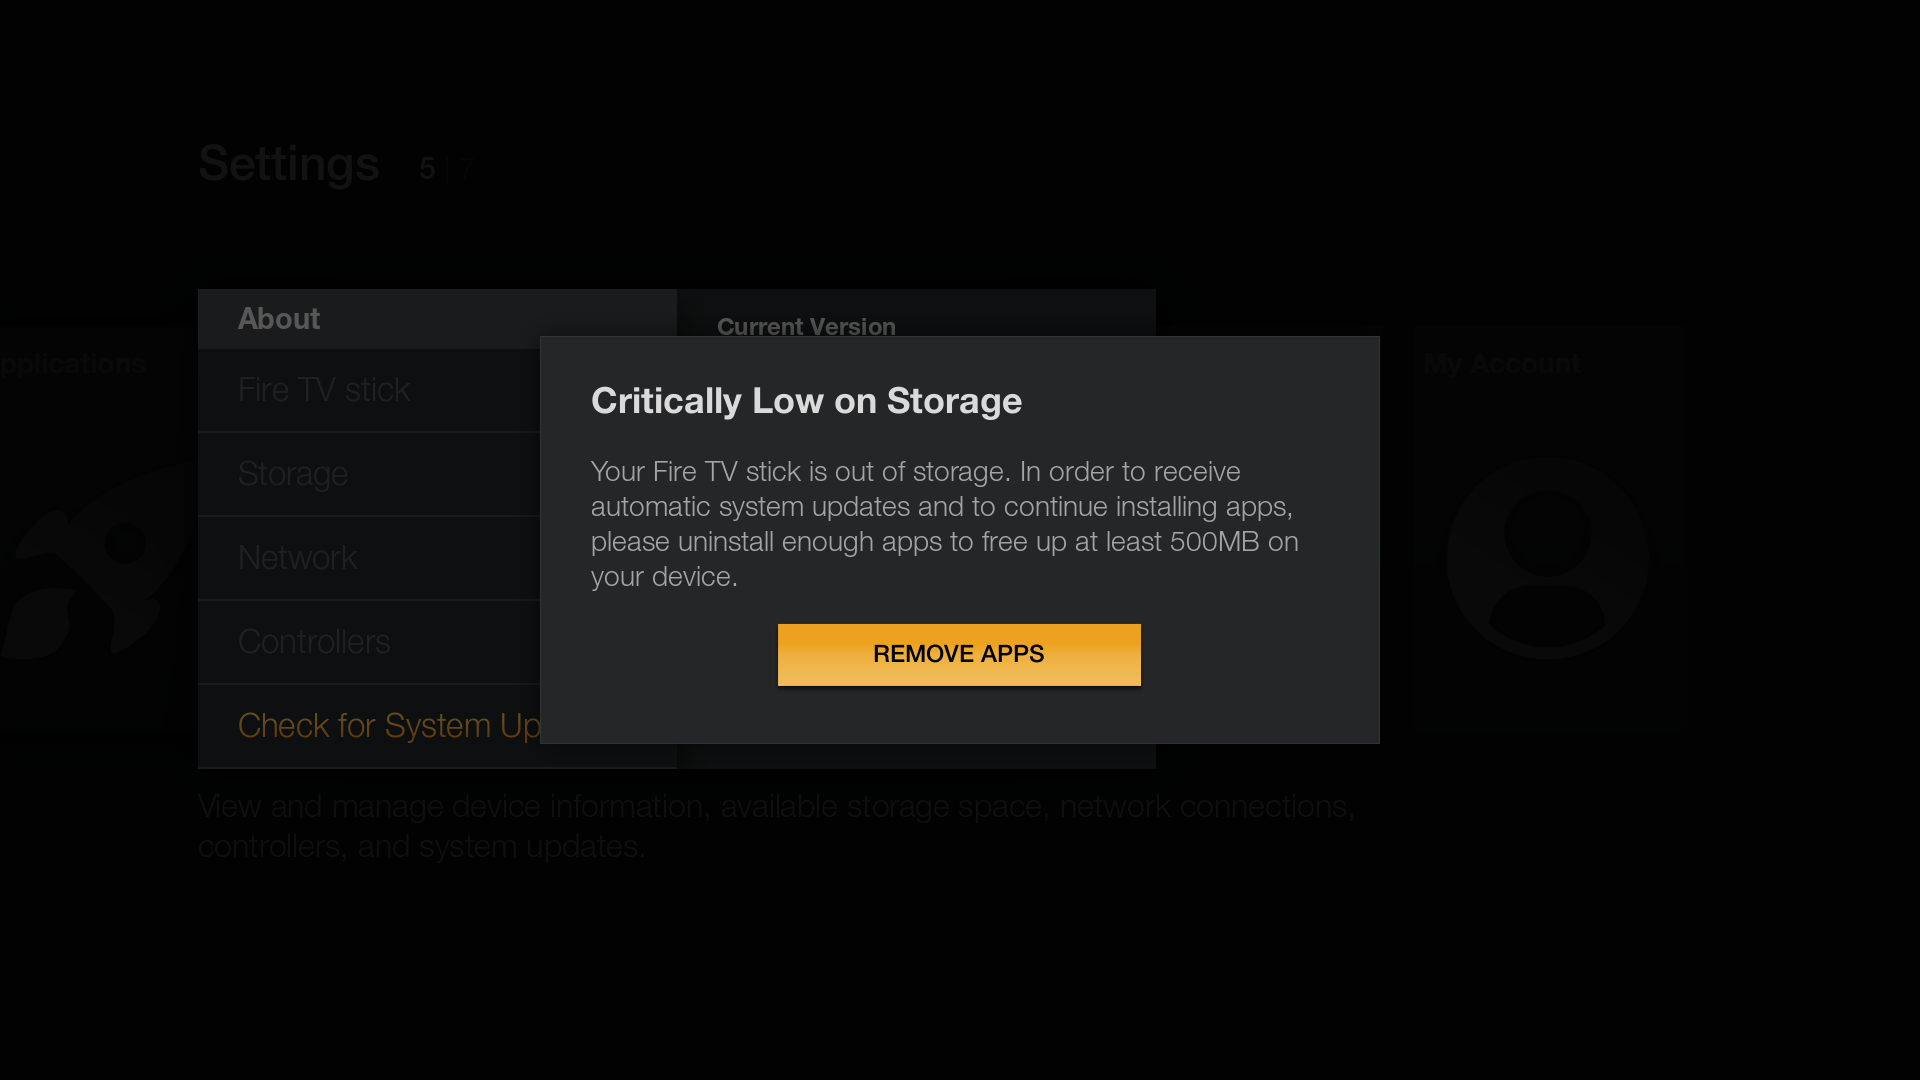 Settings 5 | 7
About
Current Version
pplications
My Account
Fire TV stick
Storage
Network
Controllers
Check for System Up
Critically Low on Storage
Your Fire TV stick is out of storage. In order to receive
automatic system updates and to continue installing apps,
please uninstall enough apps to free up at least 500MB on
your device.
REMOVE APPS
View and manage device information, available storage space, network connections,
controllers, and system updates.